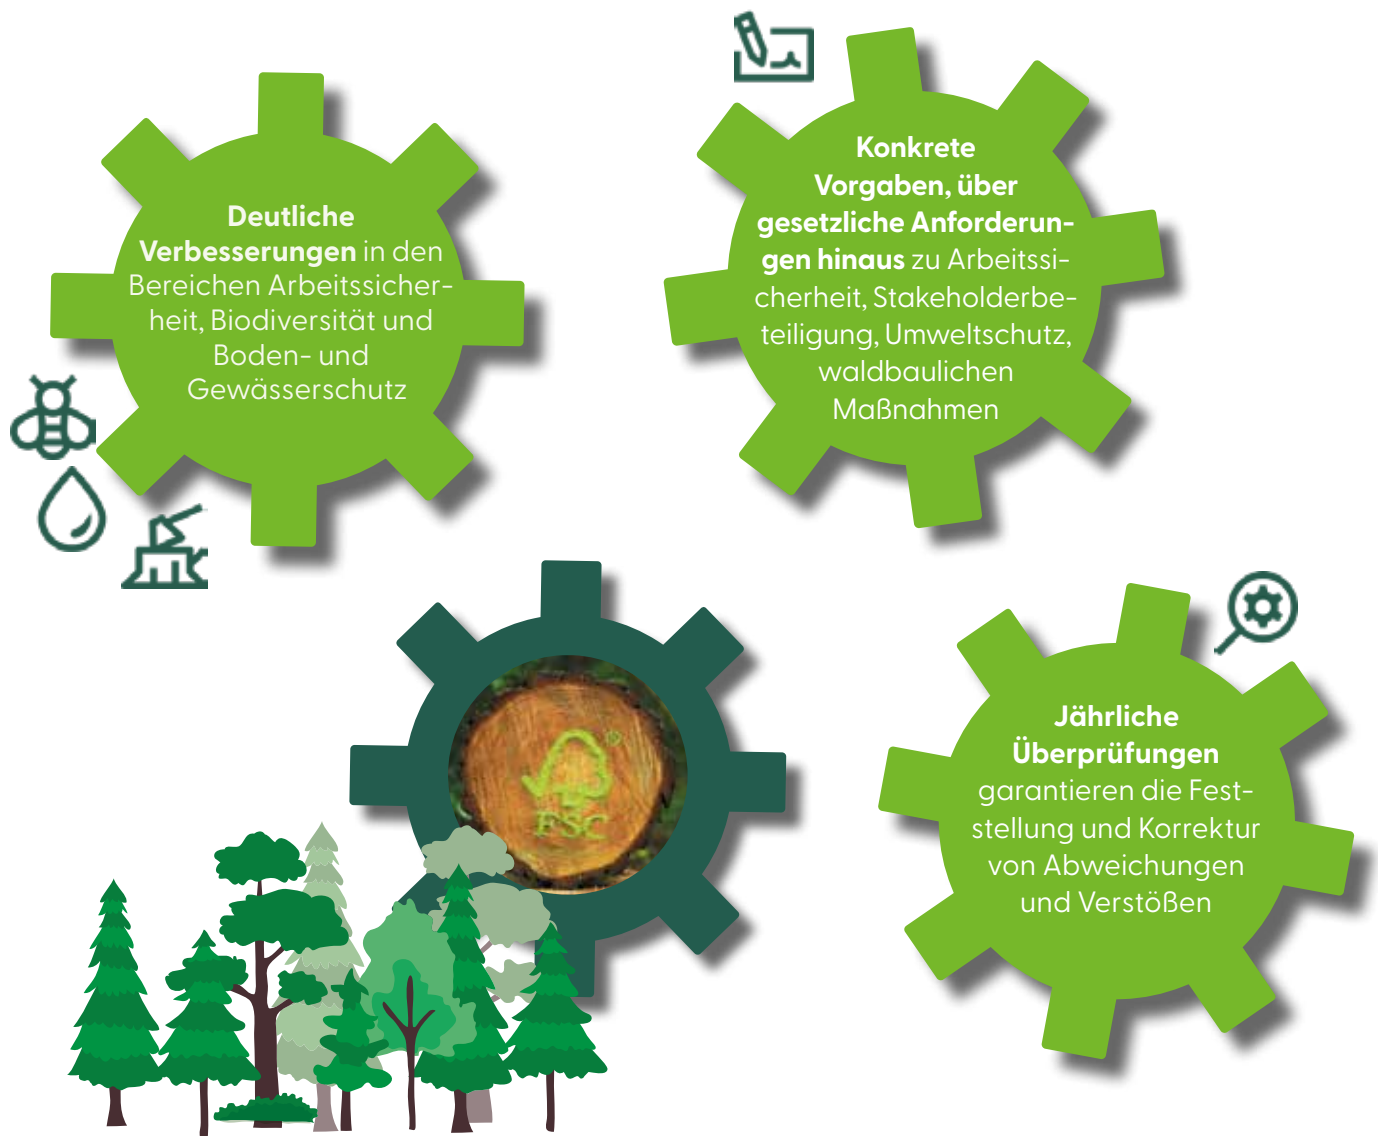 Deutliche
Verbesserungen in den
Bereichen Arbeitssicher-
heit, Biodiversität und
Boden- und
Gewässerschutz
Konkrete
Vorgaben, über
gesetzliche Anforderun-
gen hinaus zu Arbeitssi-
cherheit, Stakeholderbe-
teiligung, Umweltschutz,
waldbaulichen
Maßnahmen
FSC
Jährliche
Überprüfungen
garantieren die Fest-
stellung und Korrektur
von Abweichungen
und Verstößen